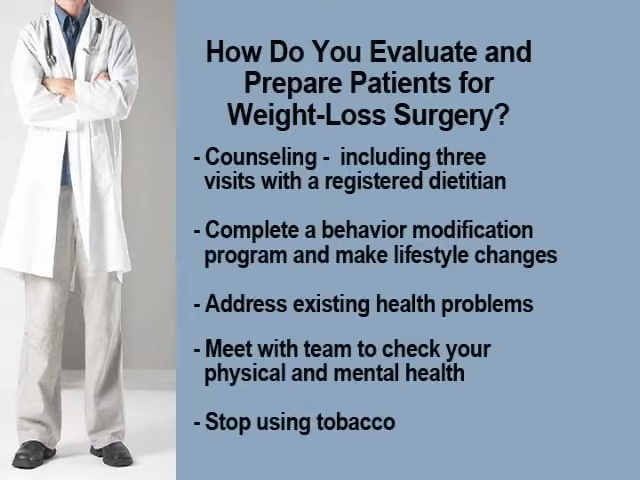 How Do You Evaluate and
Prepare Patients for
Weight-Loss Surgery?
- Counseling -  including three
visits with a registered dietitian
- Complete a behavior modification
program and make lifestyle changes
- Address existing health problems
- Meet with team to check your
physical and mental health
- Stop using tobacco